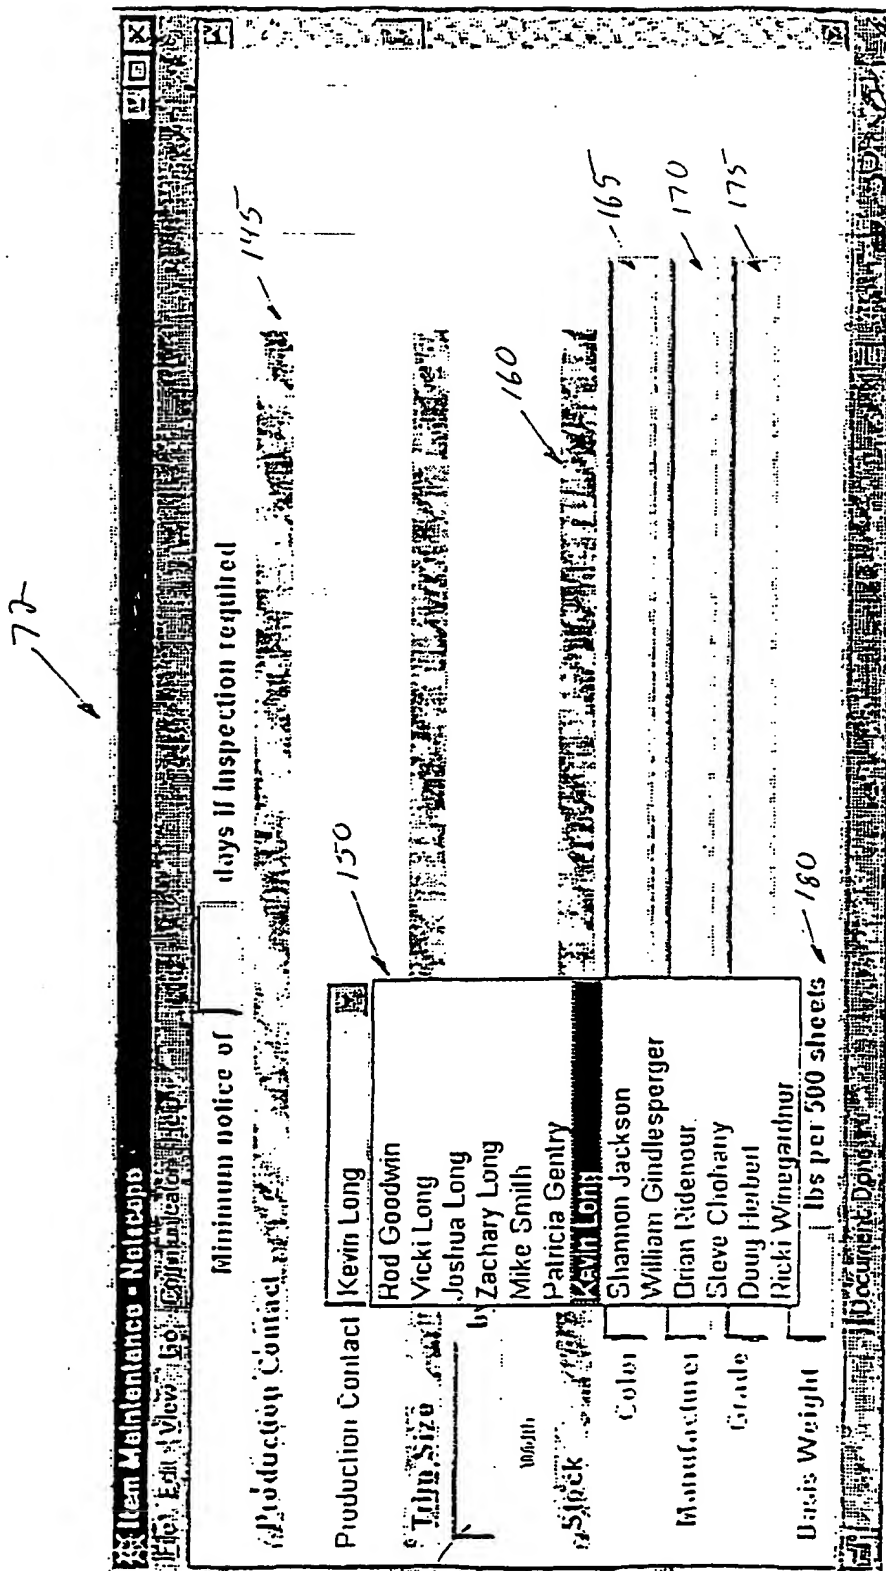 72
Item Maintenance - Netscape
File Edit View Go Communicator Help
Minimum notice of days if inspection required
Production Contact
145
Production Contact Kevin Long
150
Rod Goodwin
Vicki Long
Joshua Long
Zachary Long
Mike Smith
Patricia Gentry
Kevin Long
Shannon Jackson
William Gindlesperger
Brian Ridenour
Steve Chohany
Doug Herbert
Ricki Winegardner
Trim Size
by
Width
Stock
160
Color
165
Manufacturer
170
Grade
175
Basis Weight lbs per 500 sheets
180
Document: Done